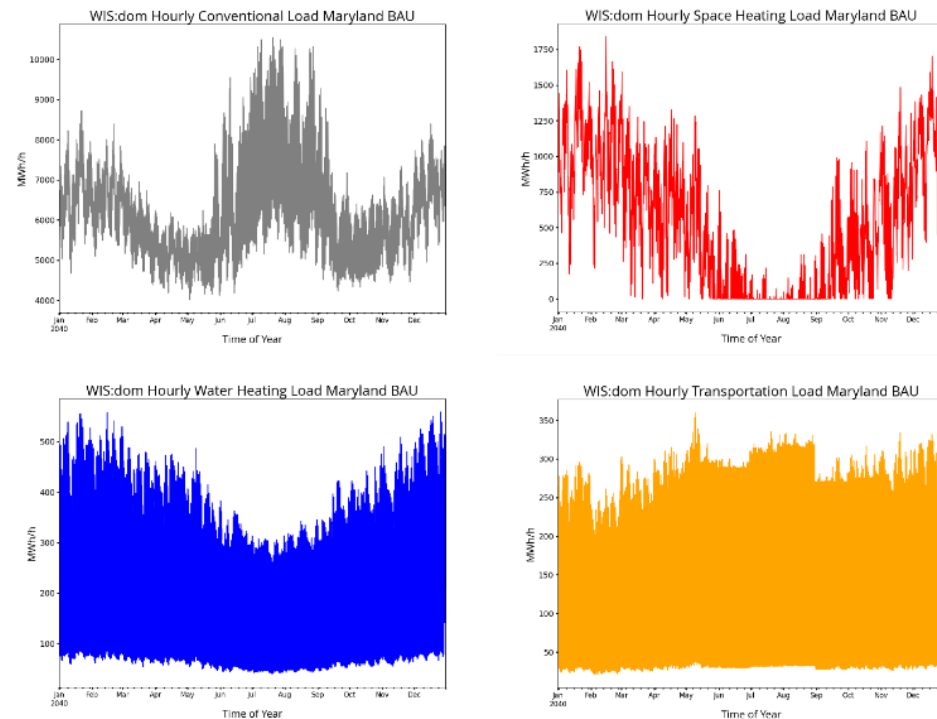 WIS:dom Hourly Conventional Load Maryland BAU
MWh/h
10000
9000
8000
7000
6000
5000
4000
Jan Feb Mar Apr May Jun Jul Aug Sep Oct Nov Dec
2040
Time of Year
WIS:dom Hourly Space Heating Load Maryland BAU
MWh/h
1750
1500
1250
1000
750
500
250
0
Jan Feb Mar Apr May Jun Jul Aug Sep Oct Nov Dec
2040
Time of Year
WIS:dom Hourly Water Heating Load Maryland BAU
MWh/h
500
400
300
200
100
Jan Feb Mar Apr May Jun Jul Aug Sep Oct Nov Dec
2040
Time of Year
WIS:dom Hourly Transportation Load Maryland BAU
MWh/h
350
300
250
200
150
100
50
Jan Feb Mar Apr May Jun Jul Aug Sep Oct Nov Dec
2040
Time of Year